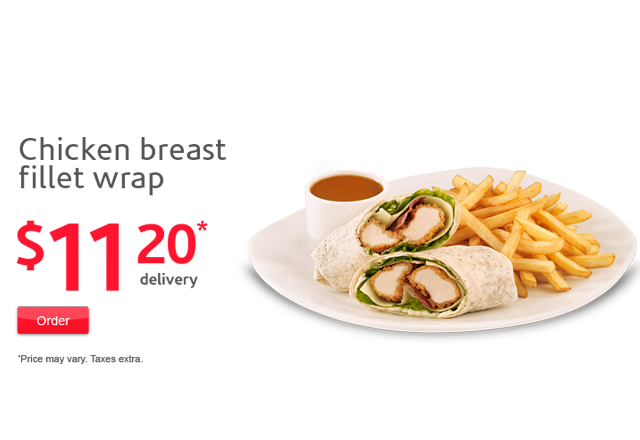 Chicken breast
fillet wrap
$11 20*
delivery
Order
*Price may vary. Taxes extra.